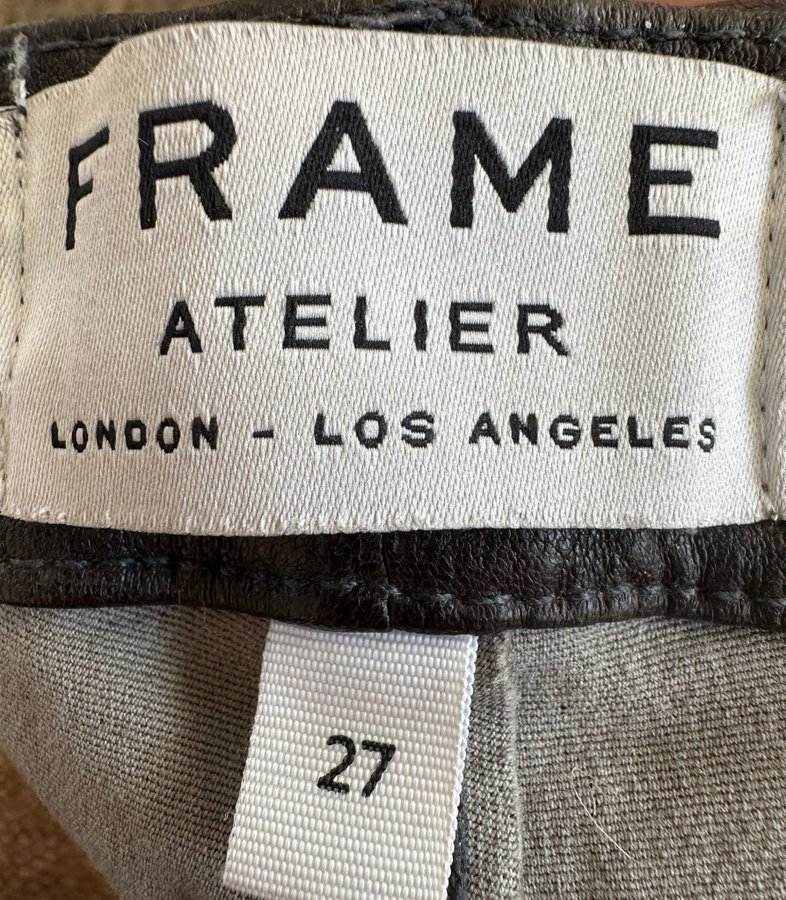 FRAME
ATELIER
LONDON - LOS ANGELES
27